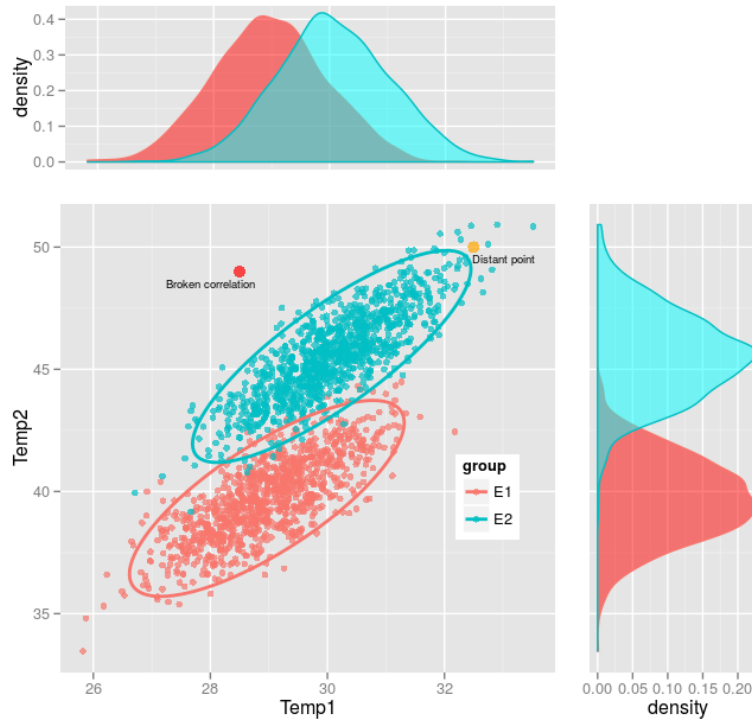 0.4
0.3
0.2
0.1
0.0
density
50
45
40
35
Temp2
Broken correlation
Distant point
group
E1
E2
26 28 30 32
Temp1
0.00 0.05 0.10 0.15 0.20
density